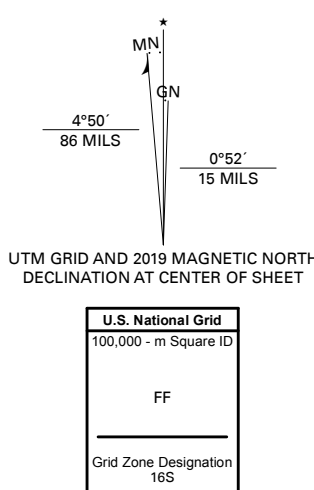 ★
MN
GN
4°50´
86 MILS
0°52´
15 MILS
UTM GRID AND 2019 MAGNETIC NORTH
DECLINATION AT CENTER OF SHEET
U.S. National Grid
100,000 - m Square ID
FF
Grid Zone Designation
16S